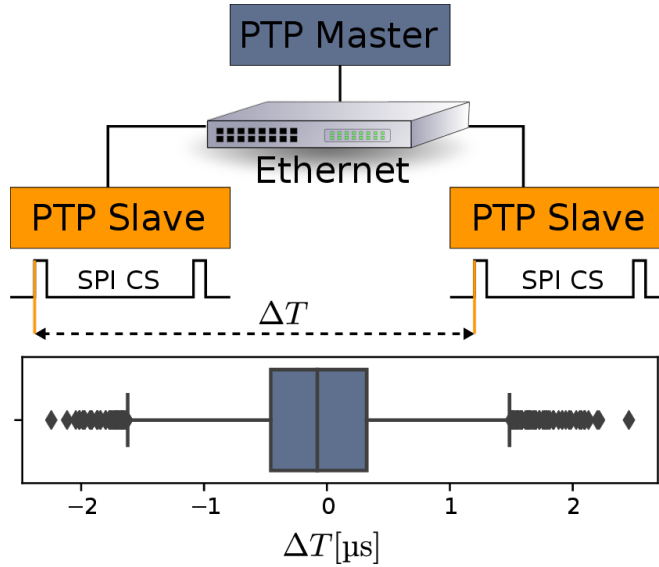 PTP Master
Ethernet
PTP Slave
PTP Slave
SPI CS
SPI CS
ΔT
−2
−1
0
1
2
ΔT[µs]